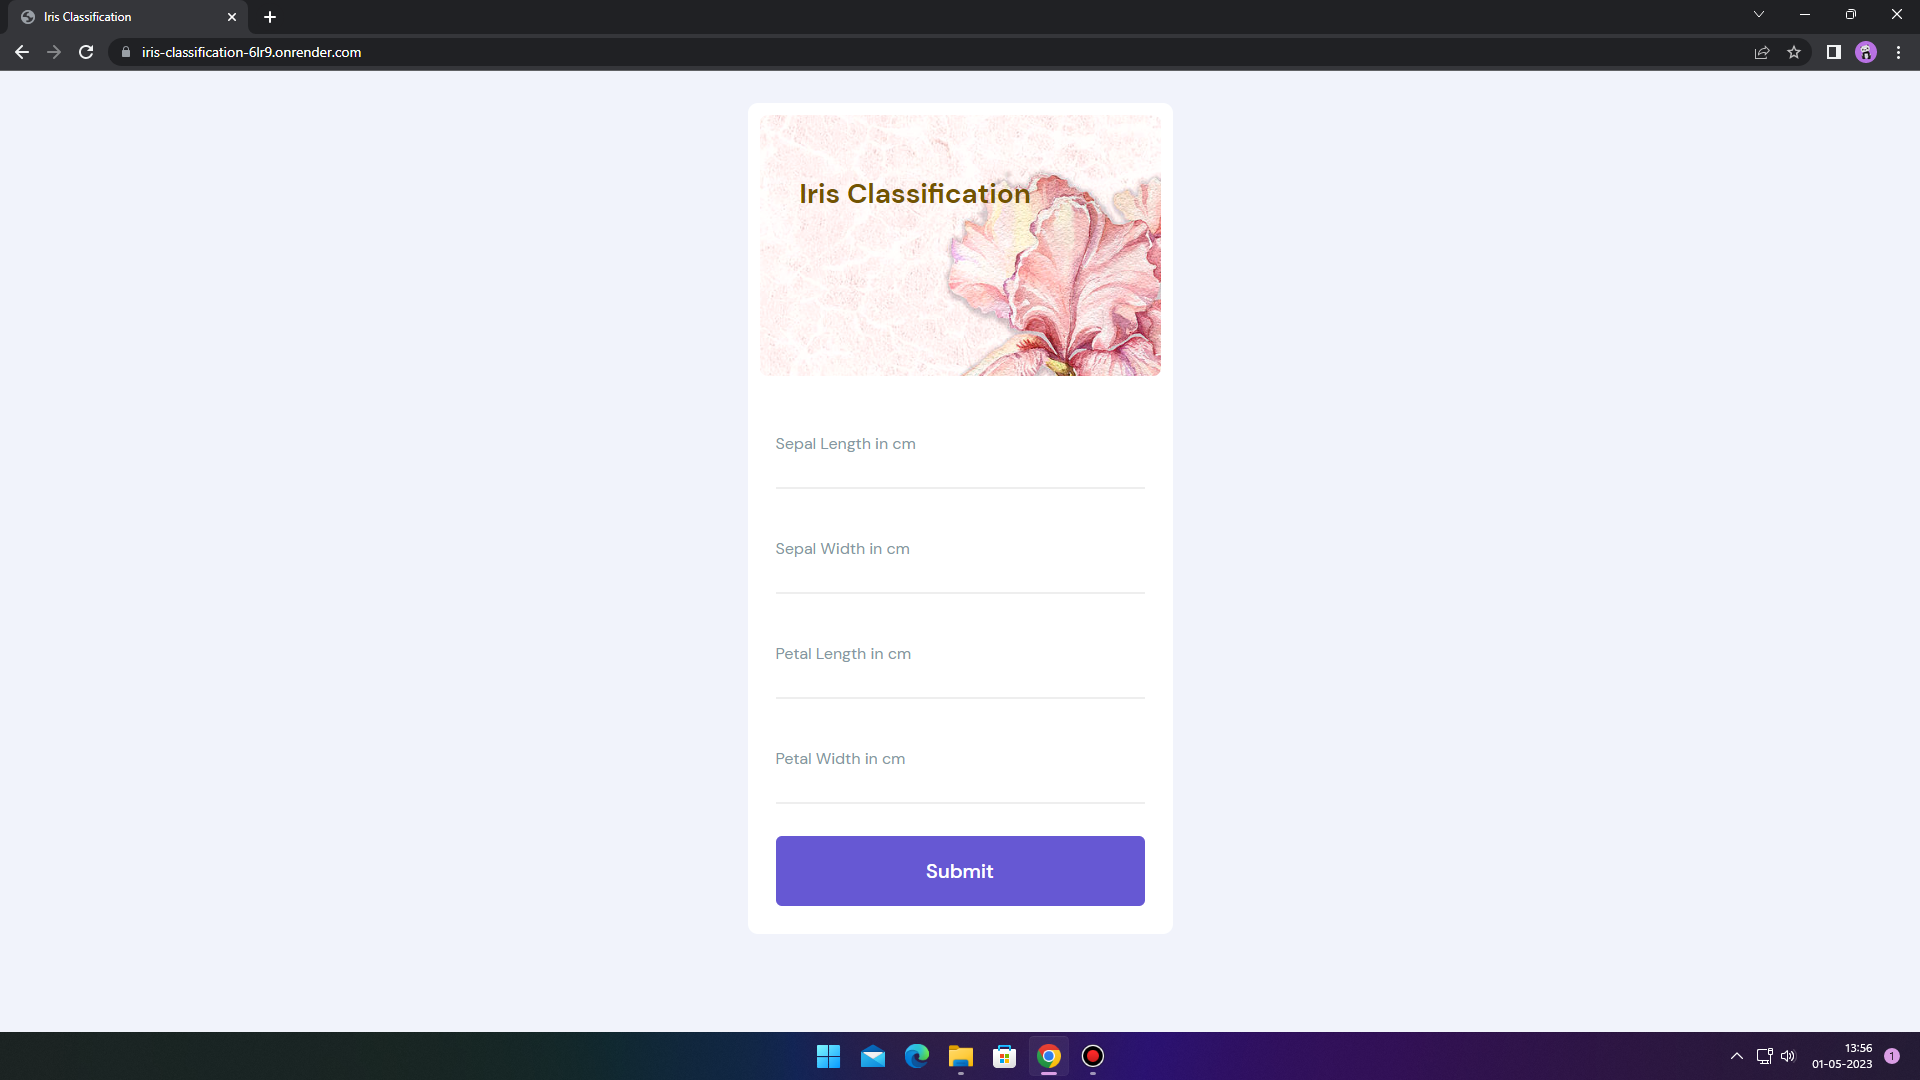 Iris Classification
iris-classification-6lr9.onrender.com
Iris Classification
Sepal Length in cm
Sepal Width in cm
Petal Length in cm
Petal Width in cm
Submit
13:56
01-05-2023
1